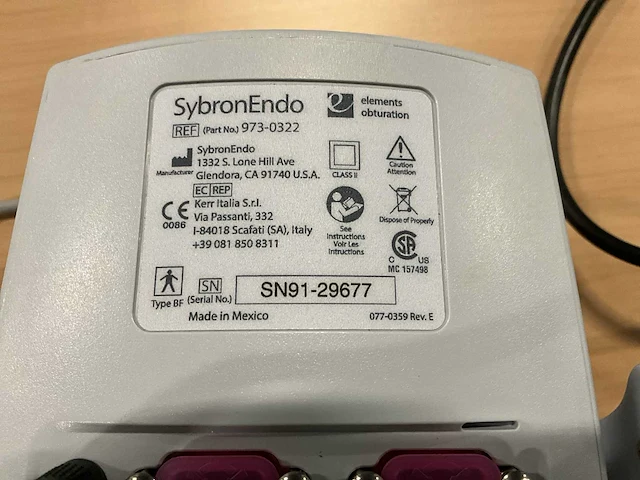 SybronEndo
elements
obturation
REF (Part No.) 973-0322
SybronEndo
1332 S. Lone Hill Ave
Glendora, CA 91740 U.S.A.
Manufacturer
EC REP
Kerr Italia S.r.l.
Via Passanti, 332
I-84018 Scafati (SA), Italy
+39 081 850 8311
CE
0086
CLASS II
Caution
Attention
See
Instructions
Voir Les
Intructions
Dispose of Properly
SA
C US
MC 157498
Type BF
SN
(Serial No.)
SN91-29677
Made in Mexico
077-0359 Rev. E